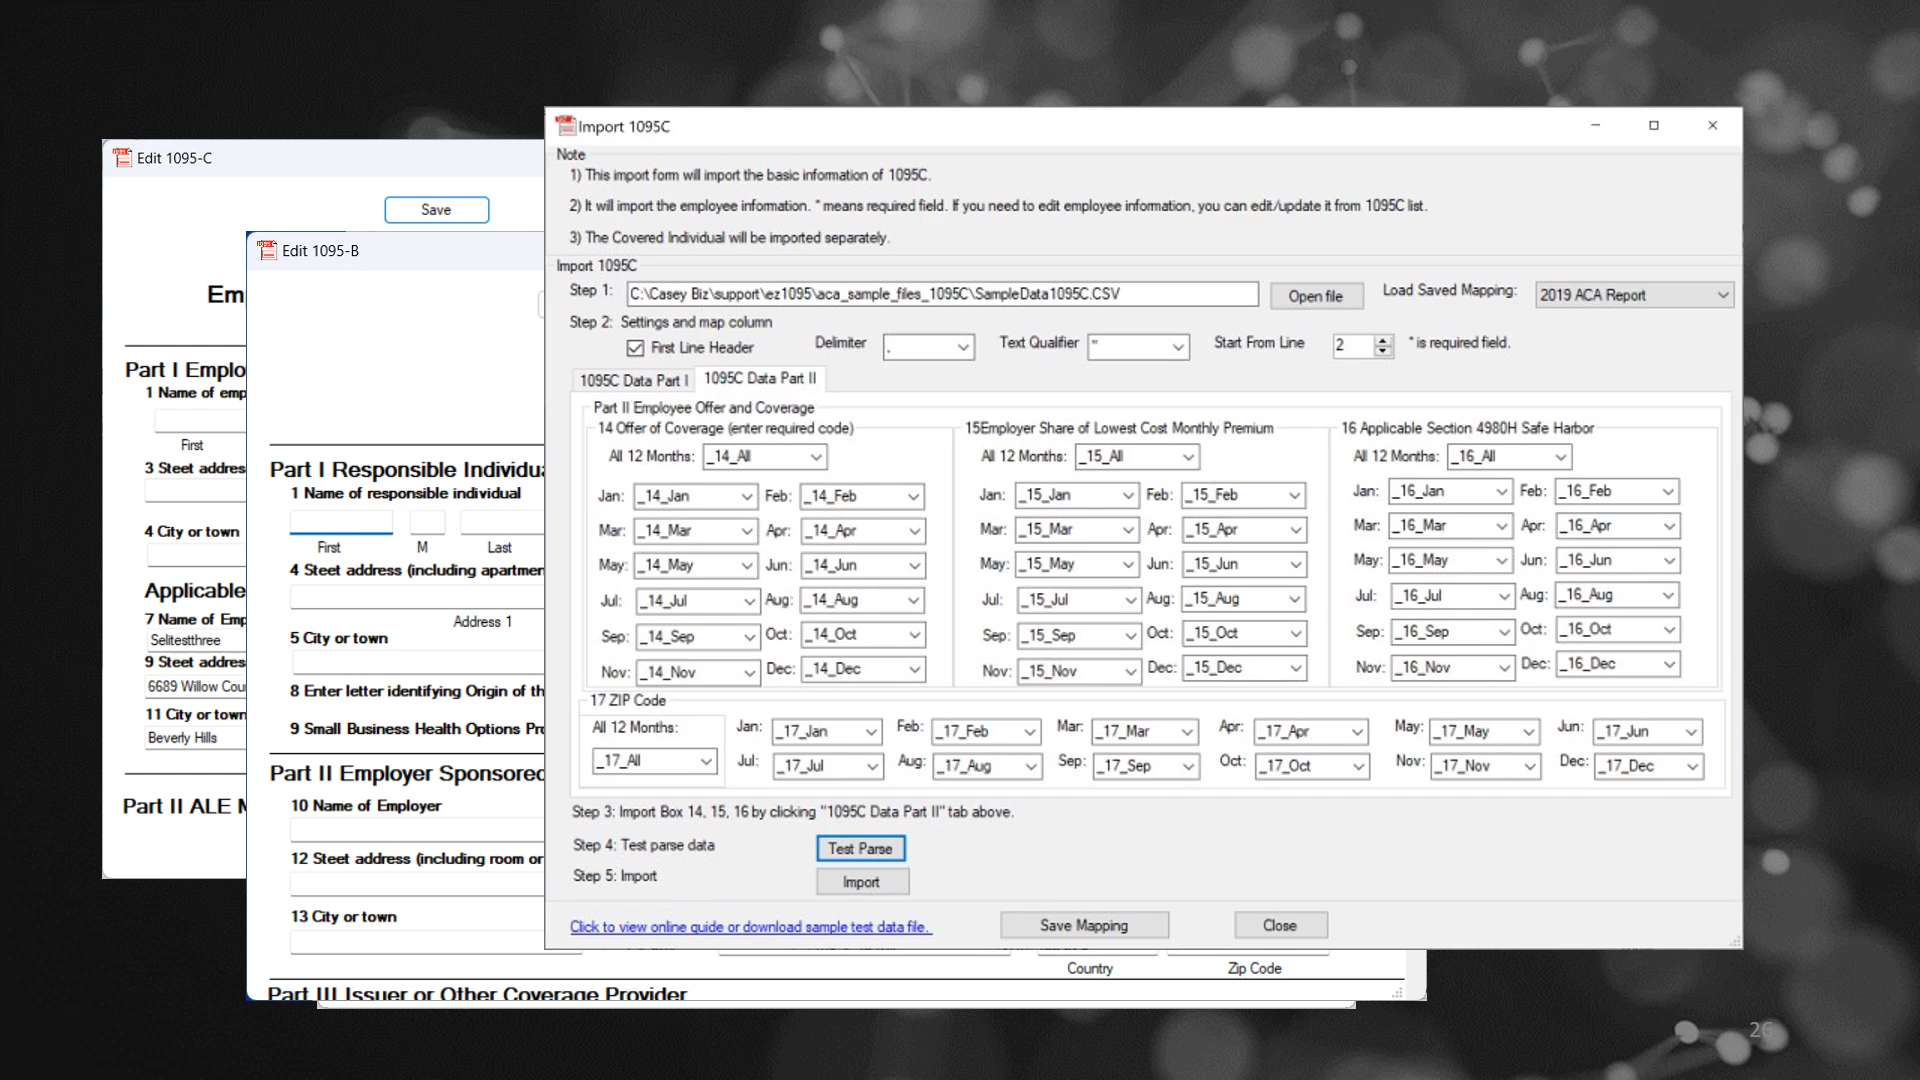 Import 1095C
Note
1) This import form will import the basic information of 1095C.
2) It will import the employee information. * means required field. If you need to edit employee information, you can edit/update it from 1095C list.
3) The Covered Individual will be imported separately.
Import 1095C
Step 1: C:\Casey Biz\support\ez1095\aca_sample_files_1095C\SampleData1095C.CSV Open file Load Saved Mapping: 2019 ACA Report
Step 2: Settings and map column
First Line Header Delimiter , Text Qualifier " Start From Line 2 * is required field.
1095C Data Part I 1095C Data Part II
Part II Employee Offer and Coverage
14 Offer of Coverage (enter required code)
All 12 Months: _14_All
Jan: _14_Jan Feb: _14_Feb
Mar: _14_Mar Apr: _14_Apr
May: _14_May Jun: _14_Jun
Jul: _14_Jul Aug: _14_Aug
Sep: _14_Sep Oct: _14_Oct
Nov: _14_Nov Dec: _14_Dec
15Employer Share of Lowest Cost Monthly Premium
All 12 Months: _15_All
Jan: _15_Jan Feb: _15_Feb
Mar: _15_Mar Apr: _15_Apr
May: _15_May Jun: _15_Jun
Jul: _15_Jul Aug: _15_Aug
Sep: _15_Sep Oct: _15_Oct
Nov: _15_Nov Dec: _15_Dec
16 Applicable Section 4980H Safe Harbor
All 12 Months: _16_All
Jan: _16_Jan Feb: _16_Feb
Mar: _16_Mar Apr: _16_Apr
May: _16_May Jun: _16_Jun
Jul: _16_Jul Aug: _16_Aug
Sep: _16_Sep Oct: _16_Oct
Nov: _16_Nov Dec: _16_Dec
17 ZIP Code
All 12 Months:
_17_All
Jan: _17_Jan Feb: _17_Feb Mar: _17_Mar Apr: _17_Apr May: _17_May Jun: _17_Jun
Jul: _17_Jul Aug: _17_Aug Sep: _17_Sep Oct: _17_Oct Nov: _17_Nov Dec: _17_Dec
Step 3: Import Box 14, 15, 16 by clicking "1095C Data Part II" tab above.
Step 4: Test parse data Test Parse
Step 5: Import Import
Click to view online guide or download sample test data file. Save Mapping Close
Edit 1095-C
Save
Em
Part I Emplo
1 Name of emp
First
3 Steet addres
4 City or town
Applicable
7 Name of Emp
Selitestthree
9 Steet addres
6689 Willow Cou
11 City or town
Beverly Hills
Part II ALE M
Edit 1095-B
Part I Responsible Individua
1 Name of responsible individual
First M Last
4 Steet address (including apartmen
Address 1
5 City or town
8 Enter letter identifying Origin of th
9 Small Business Health Options Pro
Part II Employer Sponsored
10 Name of Employer
12 Steet address (including room or
13 City or town
Country Zip Code
Part III Issuer or Other Coverage Provider
26